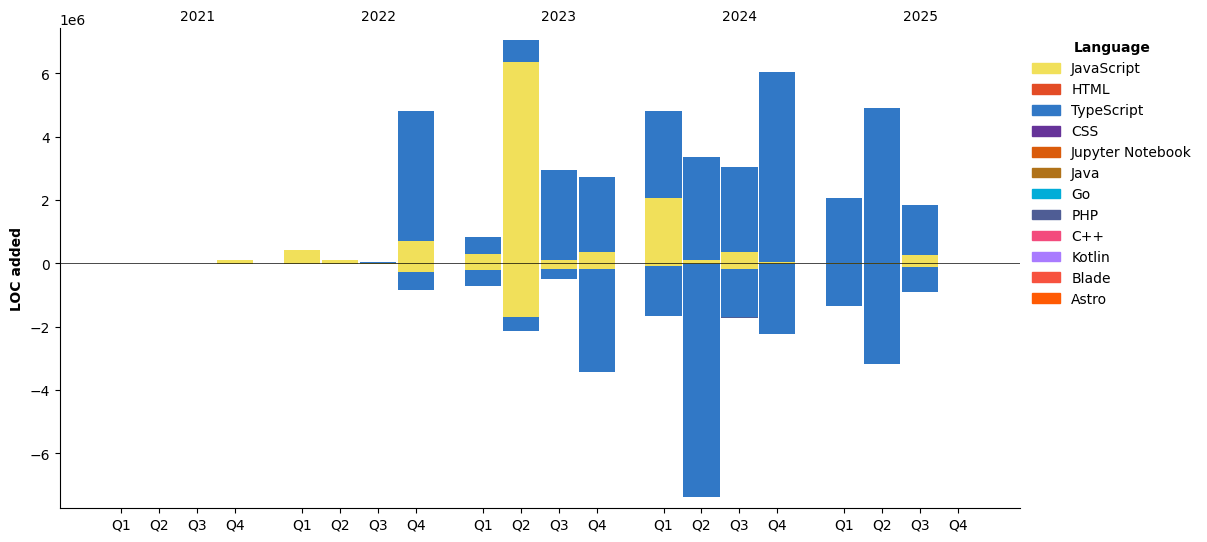 2021 2022 2023 2024 2025
1e6
LOC added
6
4
2
0
−2
−4
−6
Q1 Q2 Q3 Q4 Q1 Q2 Q3 Q4 Q1 Q2 Q3 Q4 Q1 Q2 Q3 Q4 Q1 Q2 Q3 Q4
Language
JavaScript
HTML
TypeScript
CSS
Jupyter Notebook
Java
Go
PHP
C++
Kotlin
Blade
Astro